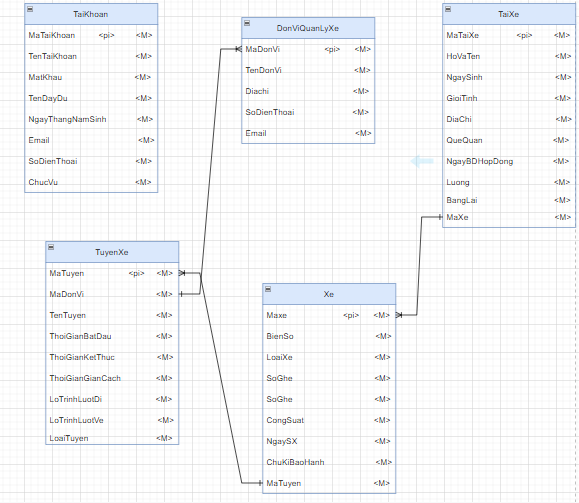 TaiKhoan
MaTaiKhoan <pi> <M>
TenTaiKhoan <M>
MatKhau <M>
TenDayDu <M>
NgayThangNamSinh <M>
Email <M>
SoDienThoai <M>
ChucVu <M>
DonViQuanLyXe
MaDonVi <pi> <M>
TenDonVi <M>
Diachi <M>
SoDienThoai <M>
Email <M>
TaiXe
MaTaiXe <pi> <M>
HoVaTen <M>
NgaySinh <M>
GioiTinh <M>
DiaChi <M>
QueQuan <M>
NgayBDHopDong <M>
Luong <M>
BangLai <M>
MaXe <M>
TuyenXe
MaTuyen <pi> <M>
MaDonVi <M>
TenTuyen <M>
ThoiGianBatDau <M>
ThoiGianKetThuc <M>
ThoiGianGianCach <M>
LoTrinhLuotDi <M>
LoTrinhLuotVe <M>
LoaiTuyen <M>
Xe
Maxe <pi> <M>
BienSo <M>
LoaiXe <M>
SoGhe <M>
SoGhe <M>
CongSuat <M>
NgaySX <M>
ChuKiBaoHanh <M>
MaTuyen <M>